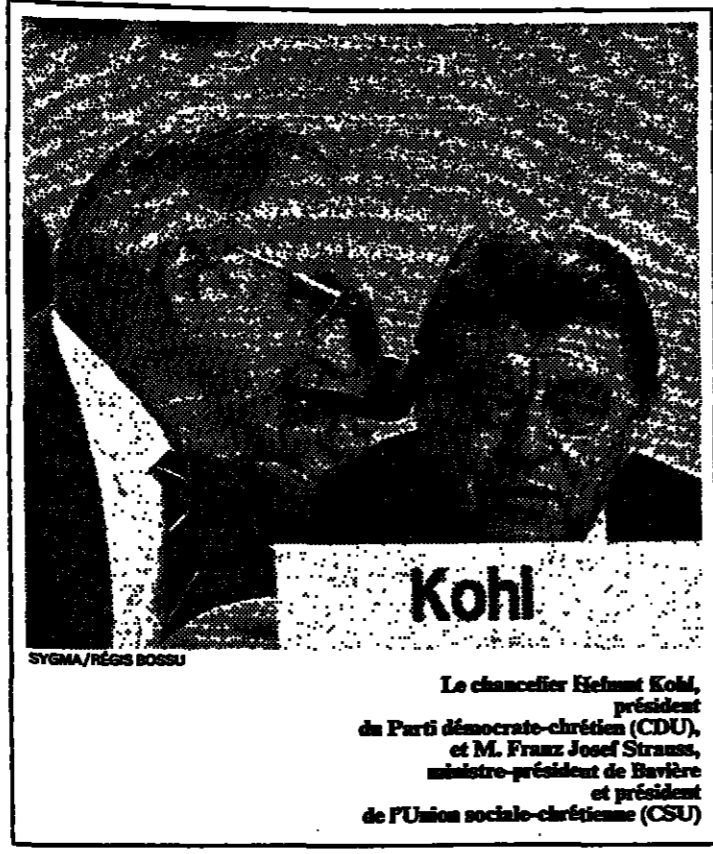 Kohl
SYGMA/RÉGIS BOSSU
Le chancelier Helmut Kohl,
président
du Parti démocrate-chrétien (CDU),
et M. Franz Josef Strauss,
ministre-président de Bavière
et président
de l'Union sociale-chrétienne (CSU)